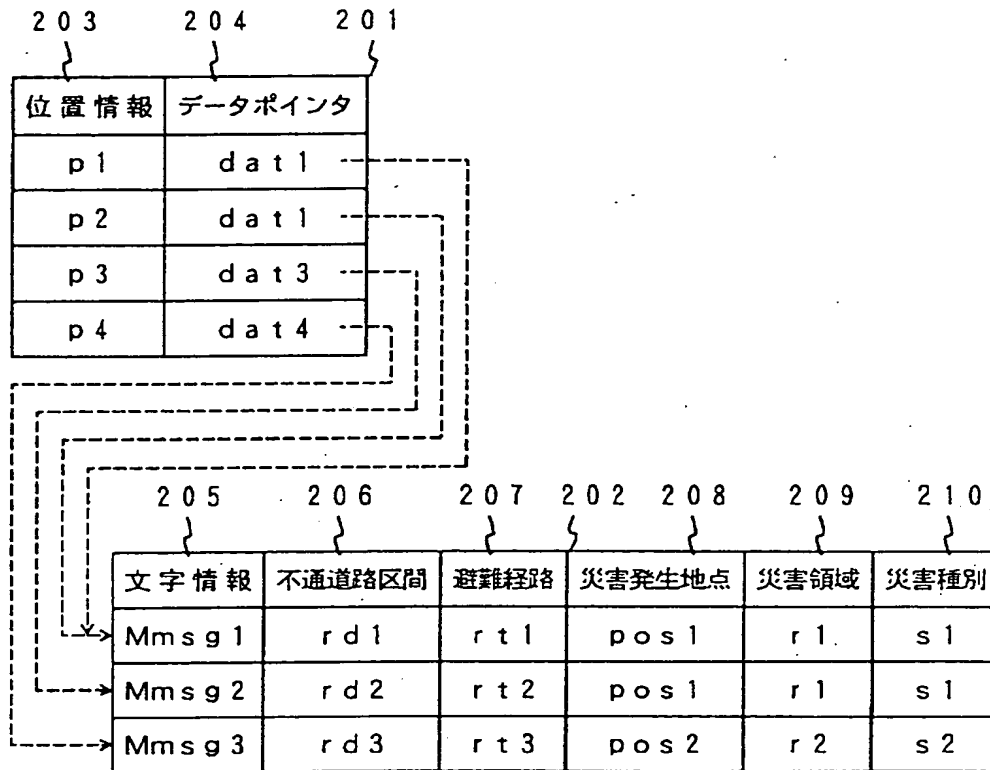 203 204 201
位置情報 データポインタ
p1 dat1
p2 dat1
p3 dat3
p4 dat4
205 206 207 202 208 209 210
文字情報 不通道路区間 避難経路 災害発生地点 災害領域 災害種別
Mmsg1 rd1 rt1 pos1 r1 s1
Mmsg2 rd2 rt2 pos1 r1 s1
Mmsg3 rd3 rt3 pos2 r2 s2